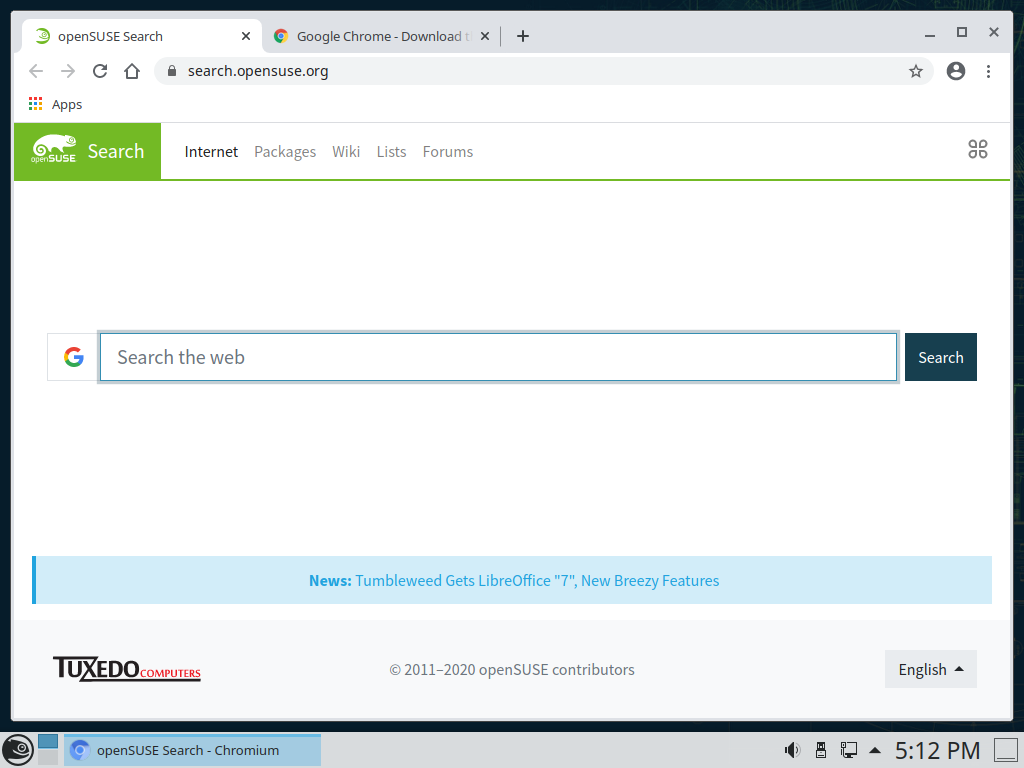 openSUSE Search
Google Chrome - Download
search.opensuse.org
Apps
openSUSE Search Internet Packages Wiki Lists Forums
Search the web
Search
News: Tumbleweed Gets LibreOffice "7", New Breezy Features
TUXEDO COMPUTERS
© 2011–2020 openSUSE contributors
English
openSUSE Search - Chromium
5:12 PM